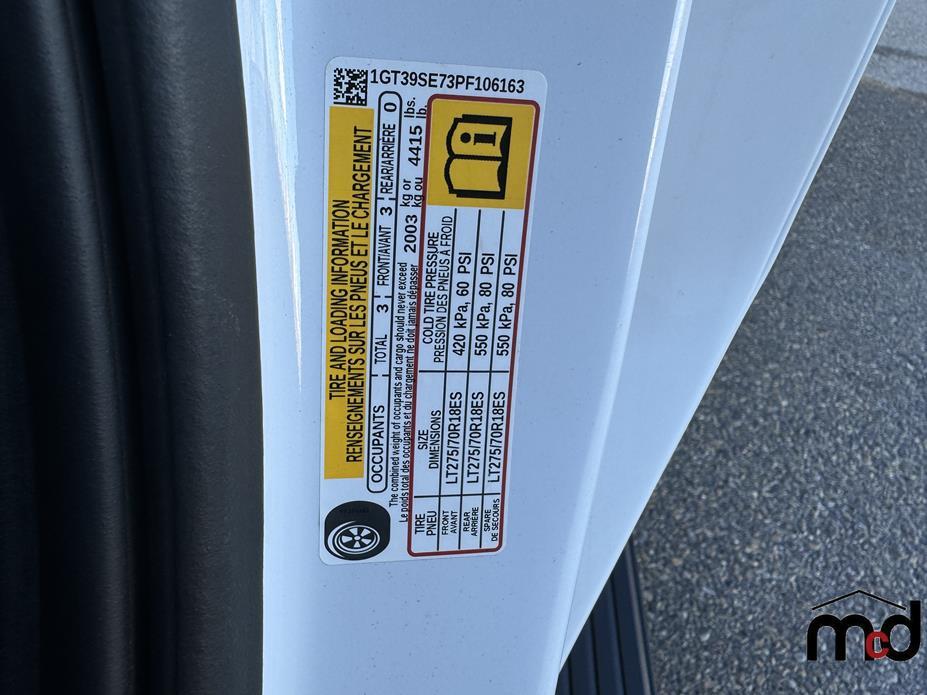 1GT39SE73PF106163
TIRE AND LOADING INFORMATION
RENSEIGNEMENTS SUR LES PNEUS ET LE CHARGEMENT
OCCUPANTS TOTAL 3 FRONT/AVANT 3 REAR/ARRIÈRE 0
The combined weight of occupants and cargo should never exceed 2003 kg or 4415 lbs.
Le poids total des occupants et du chargement ne doit jamais dépasser kg ou lb.
TIRE SIZE COLD TIRE PRESSURE
PNEU DIMENSIONS PRESSION DES PNEUS À FROID
FRONT
AVANT LT275/70R18ES 420 kPa, 60 PSI
REAR
ARRIÈRE LT275/70R18ES 550 kPa, 80 PSI
SPARE
DE SECOURS LT275/70R18ES 550 kPa, 80 PSI
mcd